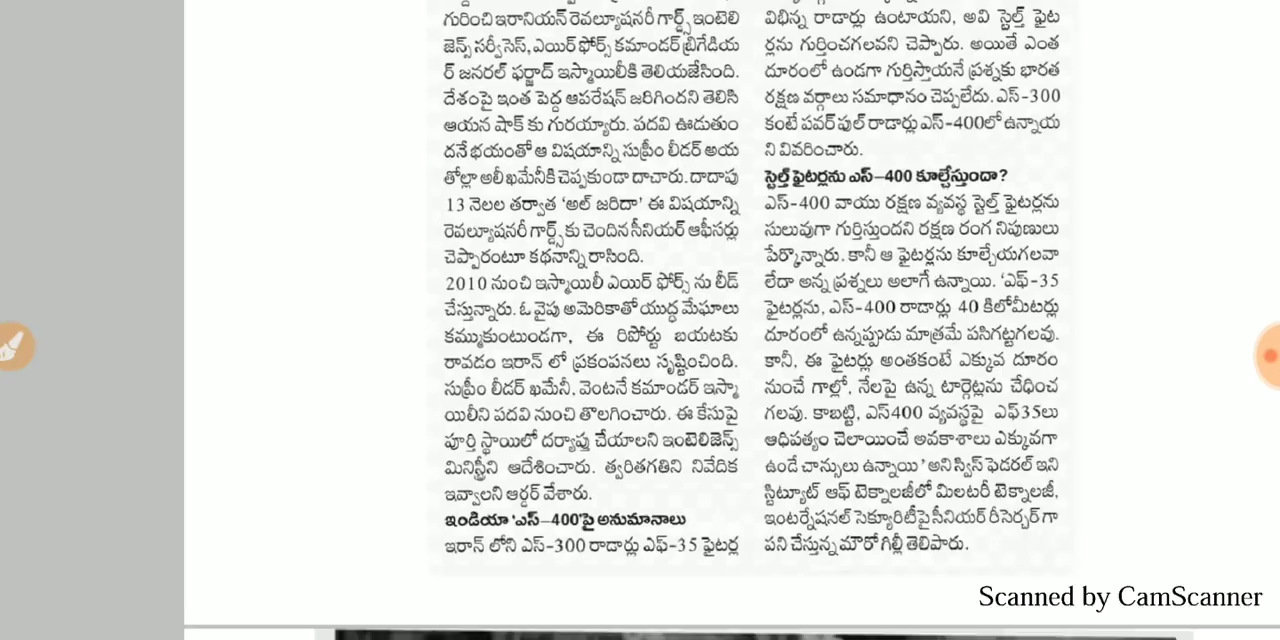 గురించి ఇరానియన్ రెవల్యూషనరీ గార్డ్స్ ఇంటెలి
జెన్స్ సర్వీసెస్, ఎయిర్ ఫోర్స్ కమాండర్ బ్రిగేడియ
ర్ జనరల్ ఫర్జాద్ ఇస్మాయిలీకి తెలియజేసింది.
దేశంపై ఇంత పెద్ద ఆపరేషన్ జరిగిందని తెలిసి
ఆయన షాక్ కు గురయ్యారు. పదవి ఊడుతుం
దనే భయంతో ఆ విషయాన్ని సుప్రీం లీడర్ అయ
తోల్లా అలీ ఖమేనీకి చెప్పకుండా దాచారు. దాదాపు
13 నెలల తర్వాత ‘అల్ జరిదా’ ఈ విషయాన్ని
రెవల్యూషనరీ గార్డ్స్ కు చెందిన సీనియర్ ఆఫీసర్లు
చెప్పారంటూ కథనాన్ని రాసింది.
2010 నుంచి ఇస్మాయిలీ ఎయిర్ ఫోర్స్ ను లీడ్
చేస్తున్నారు. ఓ వైపు అమెరికాతో యుద్ధ మేఘాలు
కమ్ముకుంటుండగా, ఈ రిపోర్టు బయటకు
రావడం ఇరాన్ లో ప్రకంపనలు సృష్టించింది.
సుప్రీం లీడర్ ఖమేనీ, వెంటనే కమాండర్ ఇస్మా
యిలీని పదవి నుంచి తొలగించారు. ఈ కేసుపై
పూర్తి స్థాయిలో దర్యాప్తు చేయాలని ఇంటెలిజెన్స్
మినిస్ట్రీని ఆదేశించారు. త్వరితగతిని నివేదిక
ఇవ్వాలని ఆర్డర్ వేశారు.
ఇండియా ‘ఎస్–400’పై అనుమానాలు
ఇరాన్ లోని ఎస్-300 రాడార్లు ఎఫ్-35 ఫైటర్ల
విభిన్న రాడార్లు ఉంటాయని, అవి స్టెల్త్ ఫైట
ర్లను గుర్తించగలవని చెప్పారు. అయితే ఎంత
దూరంలో ఉండగా గుర్తిస్తాయనే ప్రశ్నకు భారత
రక్షణ వర్గాలు సమాధానం చెప్పలేదు. ఎస్-300
కంటే పవర్ ఫుల్ రాడార్లు ఎస్-400లో ఉన్నాయ
ని వివరించారు.
స్టెల్త్ ఫైటర్లను ఎస్–400 కూల్చేస్తుందా?
ఎస్-400 వాయు రక్షణ వ్యవస్థ స్టెల్త్ ఫైటర్లను
సులువుగా గుర్తిస్తుందని రక్షణ రంగ నిపుణులు
పేర్కొన్నారు. కానీ ఆ ఫైటర్లను కూల్చేయగలవా
లేదా అన్న ప్రశ్నలు అలాగే ఉన్నాయి. ‘ఎఫ్-35
ఫైటర్లను, ఎస్-400 రాడార్లు 40 కిలోమీటర్లు
దూరంలో ఉన్నప్పుడు మాత్రమే పసిగట్టగలవు.
కానీ, ఈ ఫైటర్లు అంతకంటే ఎక్కువ దూరం
నుంచే గాల్లో, నేలపై ఉన్న టార్గెట్లను చేధించ
గలవు. కాబట్టి, ఎస్400 వ్యవస్థపై ఎఫ్35లు
ఆధిపత్యం చెలాయించే అవకాశాలు ఎక్కువగా
ఉండే చాన్సులు ఉన్నాయి’ అని స్విస్ ఫెడరల్ ఇని
స్టిట్యూట్ ఆఫ్ టెక్నాలజీలో మిలటరీ టెక్నాలజీ,
ఇంటర్నేషనల్ సెక్యూరిటీపై సీనియర్ రీసెర్చర్ గా
పని చేస్తున్న మౌరో గిల్లీ తెలిపారు.
Scanned by CamScanner